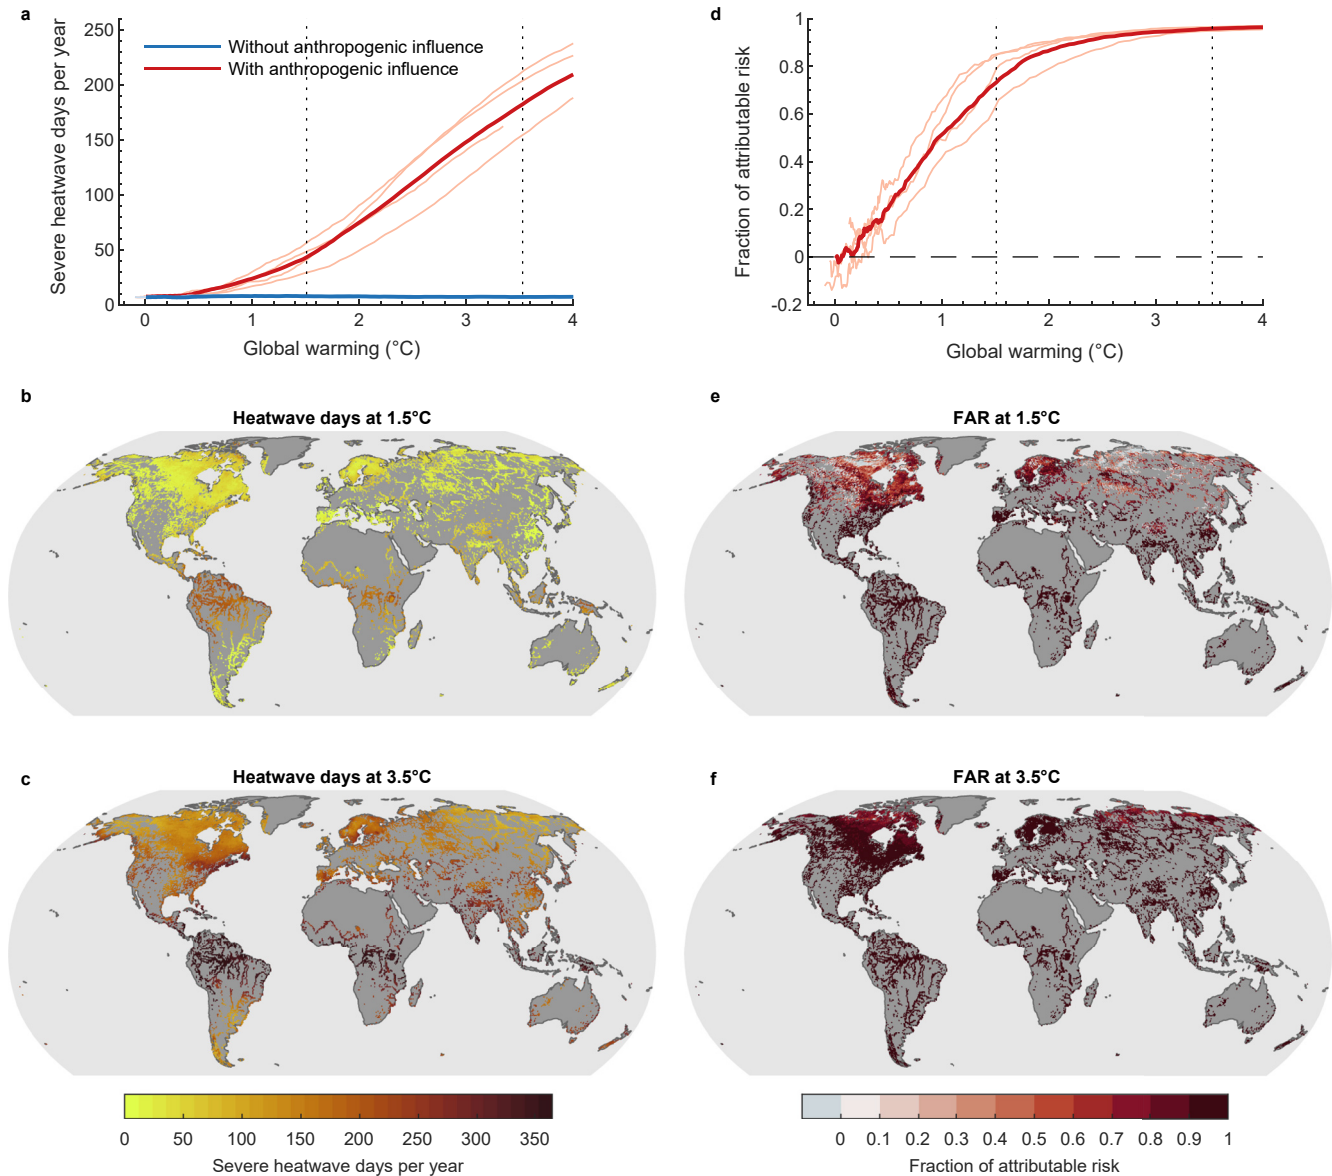 a
Severe heatwave days per year
250
200
150
100
50
0
Without anthropogenic influence
With anthropogenic influence
0 1 2 3 4
Global warming (°C)
d
Fraction of attributable risk
1
0.8
0.6
0.4
0.2
0
-0.2
0 1 2 3 4
Global warming (°C)
b
Heatwave days at 1.5°C
e
FAR at 1.5°C
c
Heatwave days at 3.5°C
f
FAR at 3.5°C
0 50 100 150 200 250 300 350
Severe heatwave days per year
0 0.1 0.2 0.3 0.4 0.5 0.6 0.7 0.8 0.9 1
Fraction of attributable risk